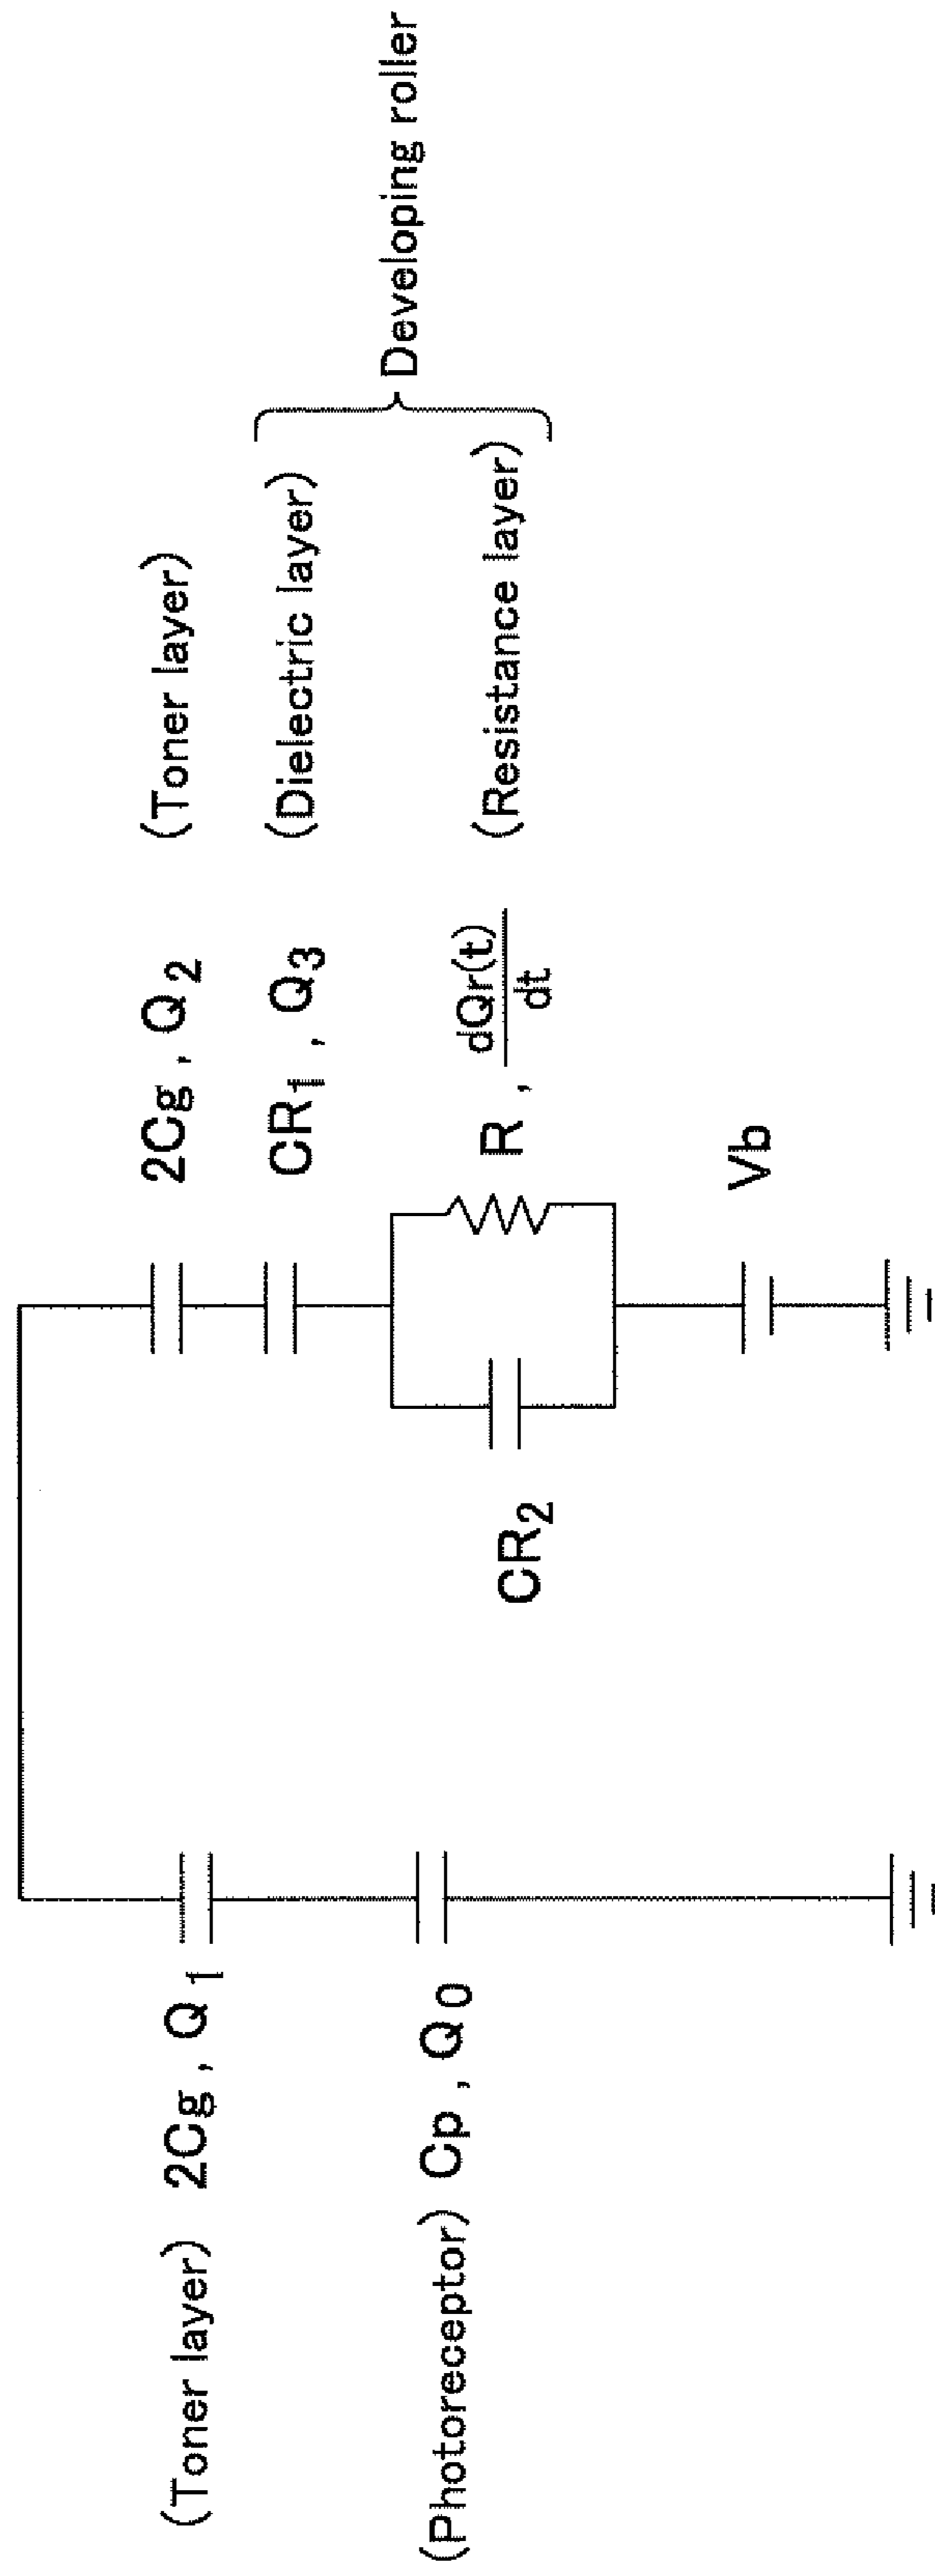 (Toner layer) 2Cg, Q1
(Photoreceptor) Cp, Q0
2Cg, Q2 (Toner layer)
CR1, Q3 (Dielectric layer)
CR2
R, dQr(t)/dt (Resistance layer)
Developing roller
Vb